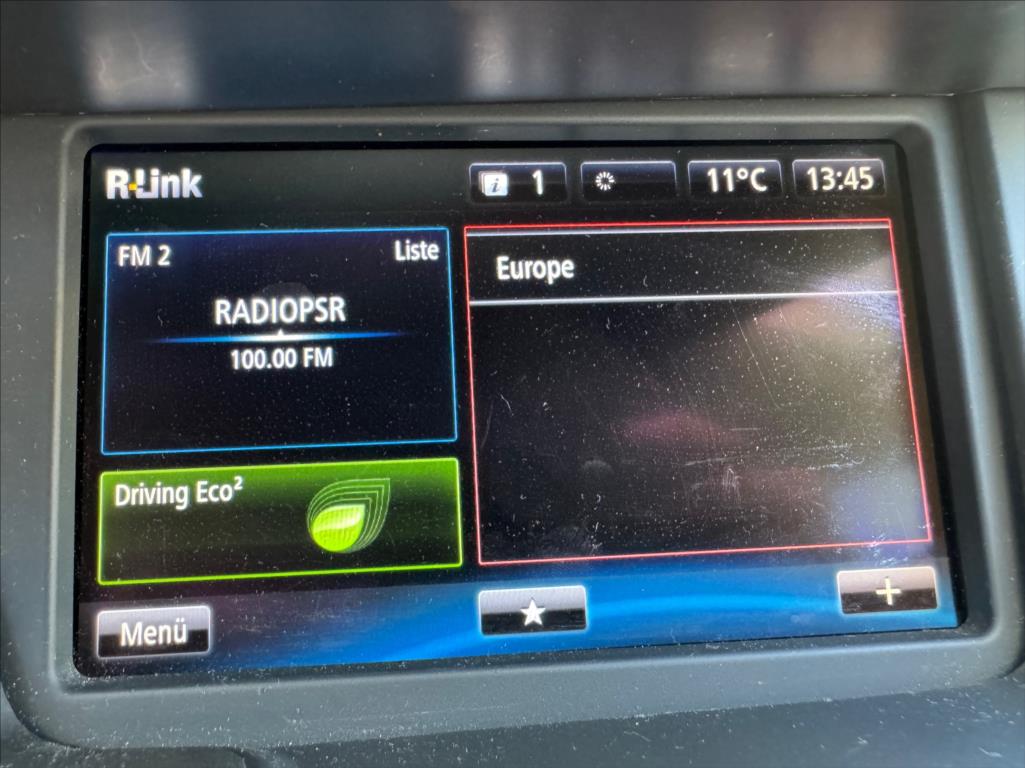 R-Link
i 1
11°C
13:45
FM 2
Liste
RADIOPSR
100.00 FM
Europe
Driving Eco²
Menü
+